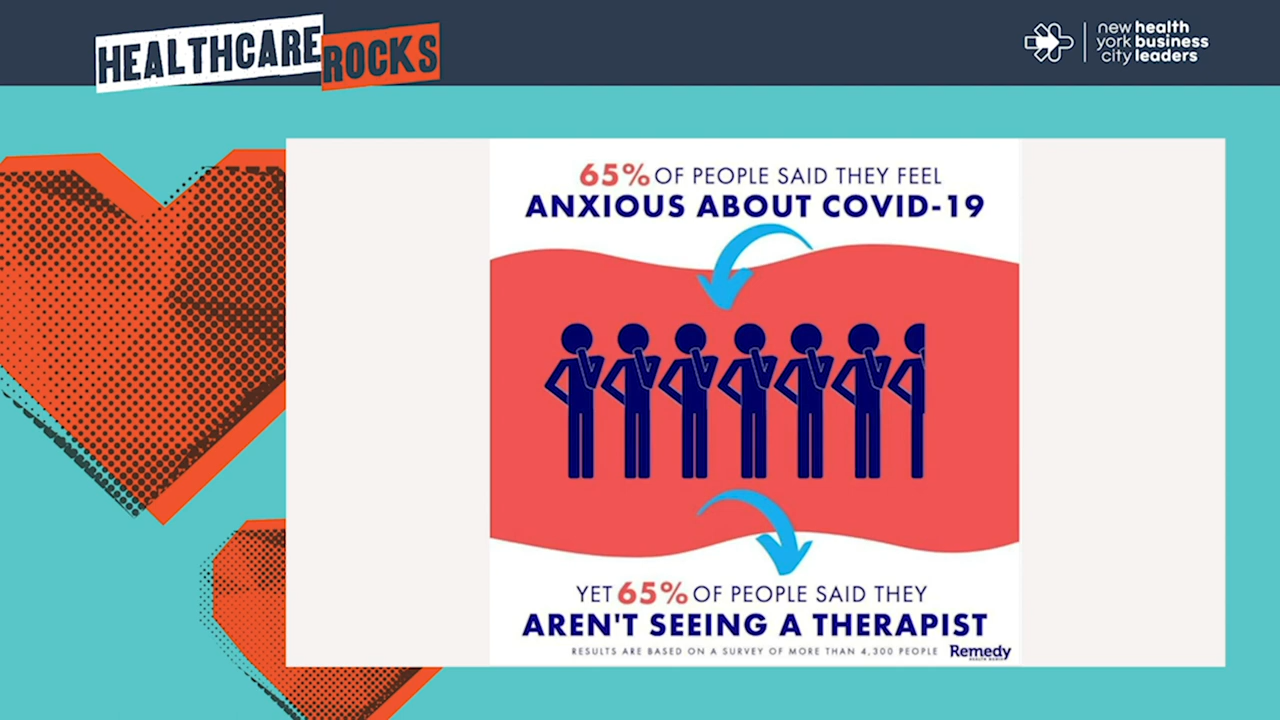 HEALTHCARE ROCKS
new health
york business
city leaders
65% OF PEOPLE SAID THEY FEEL
ANXIOUS ABOUT COVID-19
YET 65% OF PEOPLE SAID THEY
AREN'T SEEING A THERAPIST
RESULTS ARE BASED ON A SURVEY OF MORE THAN 4,300 PEOPLE
Remedy